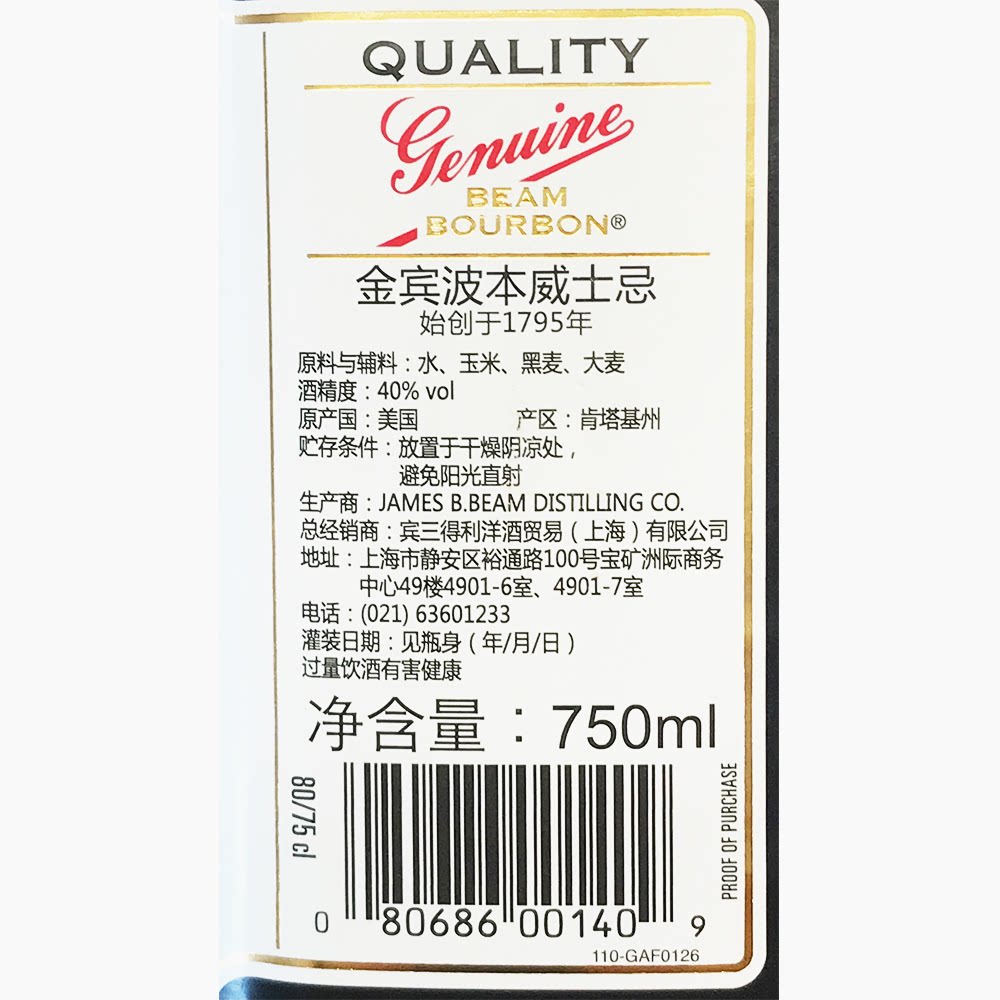 QUALITY
Genuine
BEAM
BOURBON®
金宾波本威士忌
始创于1795年
原料与辅料：水、玉米、黑麦、大麦
酒精度：40% vol
原产国：美国 产区：肯塔基州
贮存条件：放置于干燥阴凉处，
避免阳光直射
生产商：JAMES B.BEAM DISTILLING CO.
总经销商：宾三得利洋酒贸易（上海）有限公司
地址：上海市静安区裕通路100号宝矿洲际商务
中心49楼4901-6室、4901-7室
电话：(021) 63601233
灌装日期：见瓶身（年/月/日）
过量饮酒有害健康
净含量：750ml
80/75 cl
PROOF OF PURCHASE
0 80686 00140 9
110-GAF0126